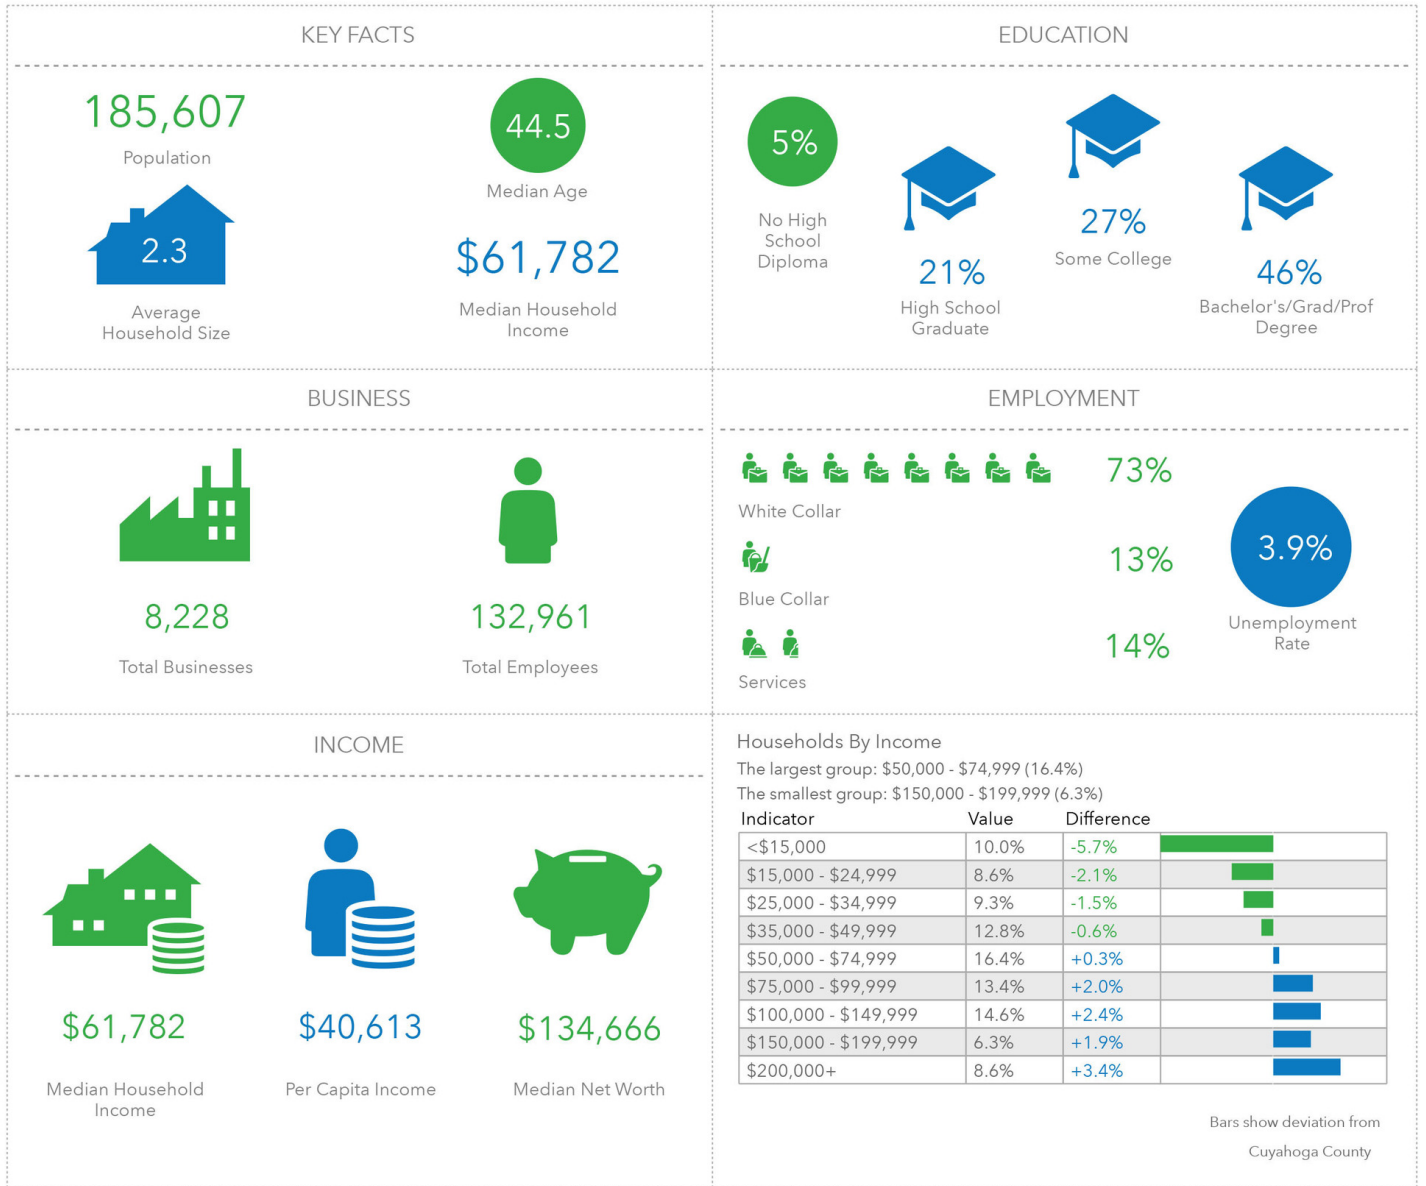 KEY FACTS
185,607
Population
44.5
Median Age
2.3
Average
Household Size
$61,782
Median Household
Income
EDUCATION
5%
No High
School
Diploma
21%
High School
Graduate
27%
Some College
46%
Bachelor's/Grad/Prof
Degree
BUSINESS
8,228
Total Businesses
132,961
Total Employees
EMPLOYMENT
73%
White Collar
13%
Blue Collar
14%
Services
3.9%
Unemployment
Rate
INCOME
$61,782
Median Household
Income
$40,613
Per Capita Income
$134,666
Median Net Worth
Households By Income
The largest group: $50,000 - $74,999 (16.4%)
The smallest group: $150,000 - $199,999 (6.3%)
Indicator Value Difference
<$15,000 10.0% -5.7%
$15,000 - $24,999 8.6% -2.1%
$25,000 - $34,999 9.3% -1.5%
$35,000 - $49,999 12.8% -0.6%
$50,000 - $74,999 16.4% +0.3%
$75,000 - $99,999 13.4% +2.0%
$100,000 - $149,999 14.6% +2.4%
$150,000 - $199,999 6.3% +1.9%
$200,000+ 8.6% +3.4%
Bars show deviation from
Cuyahoga County